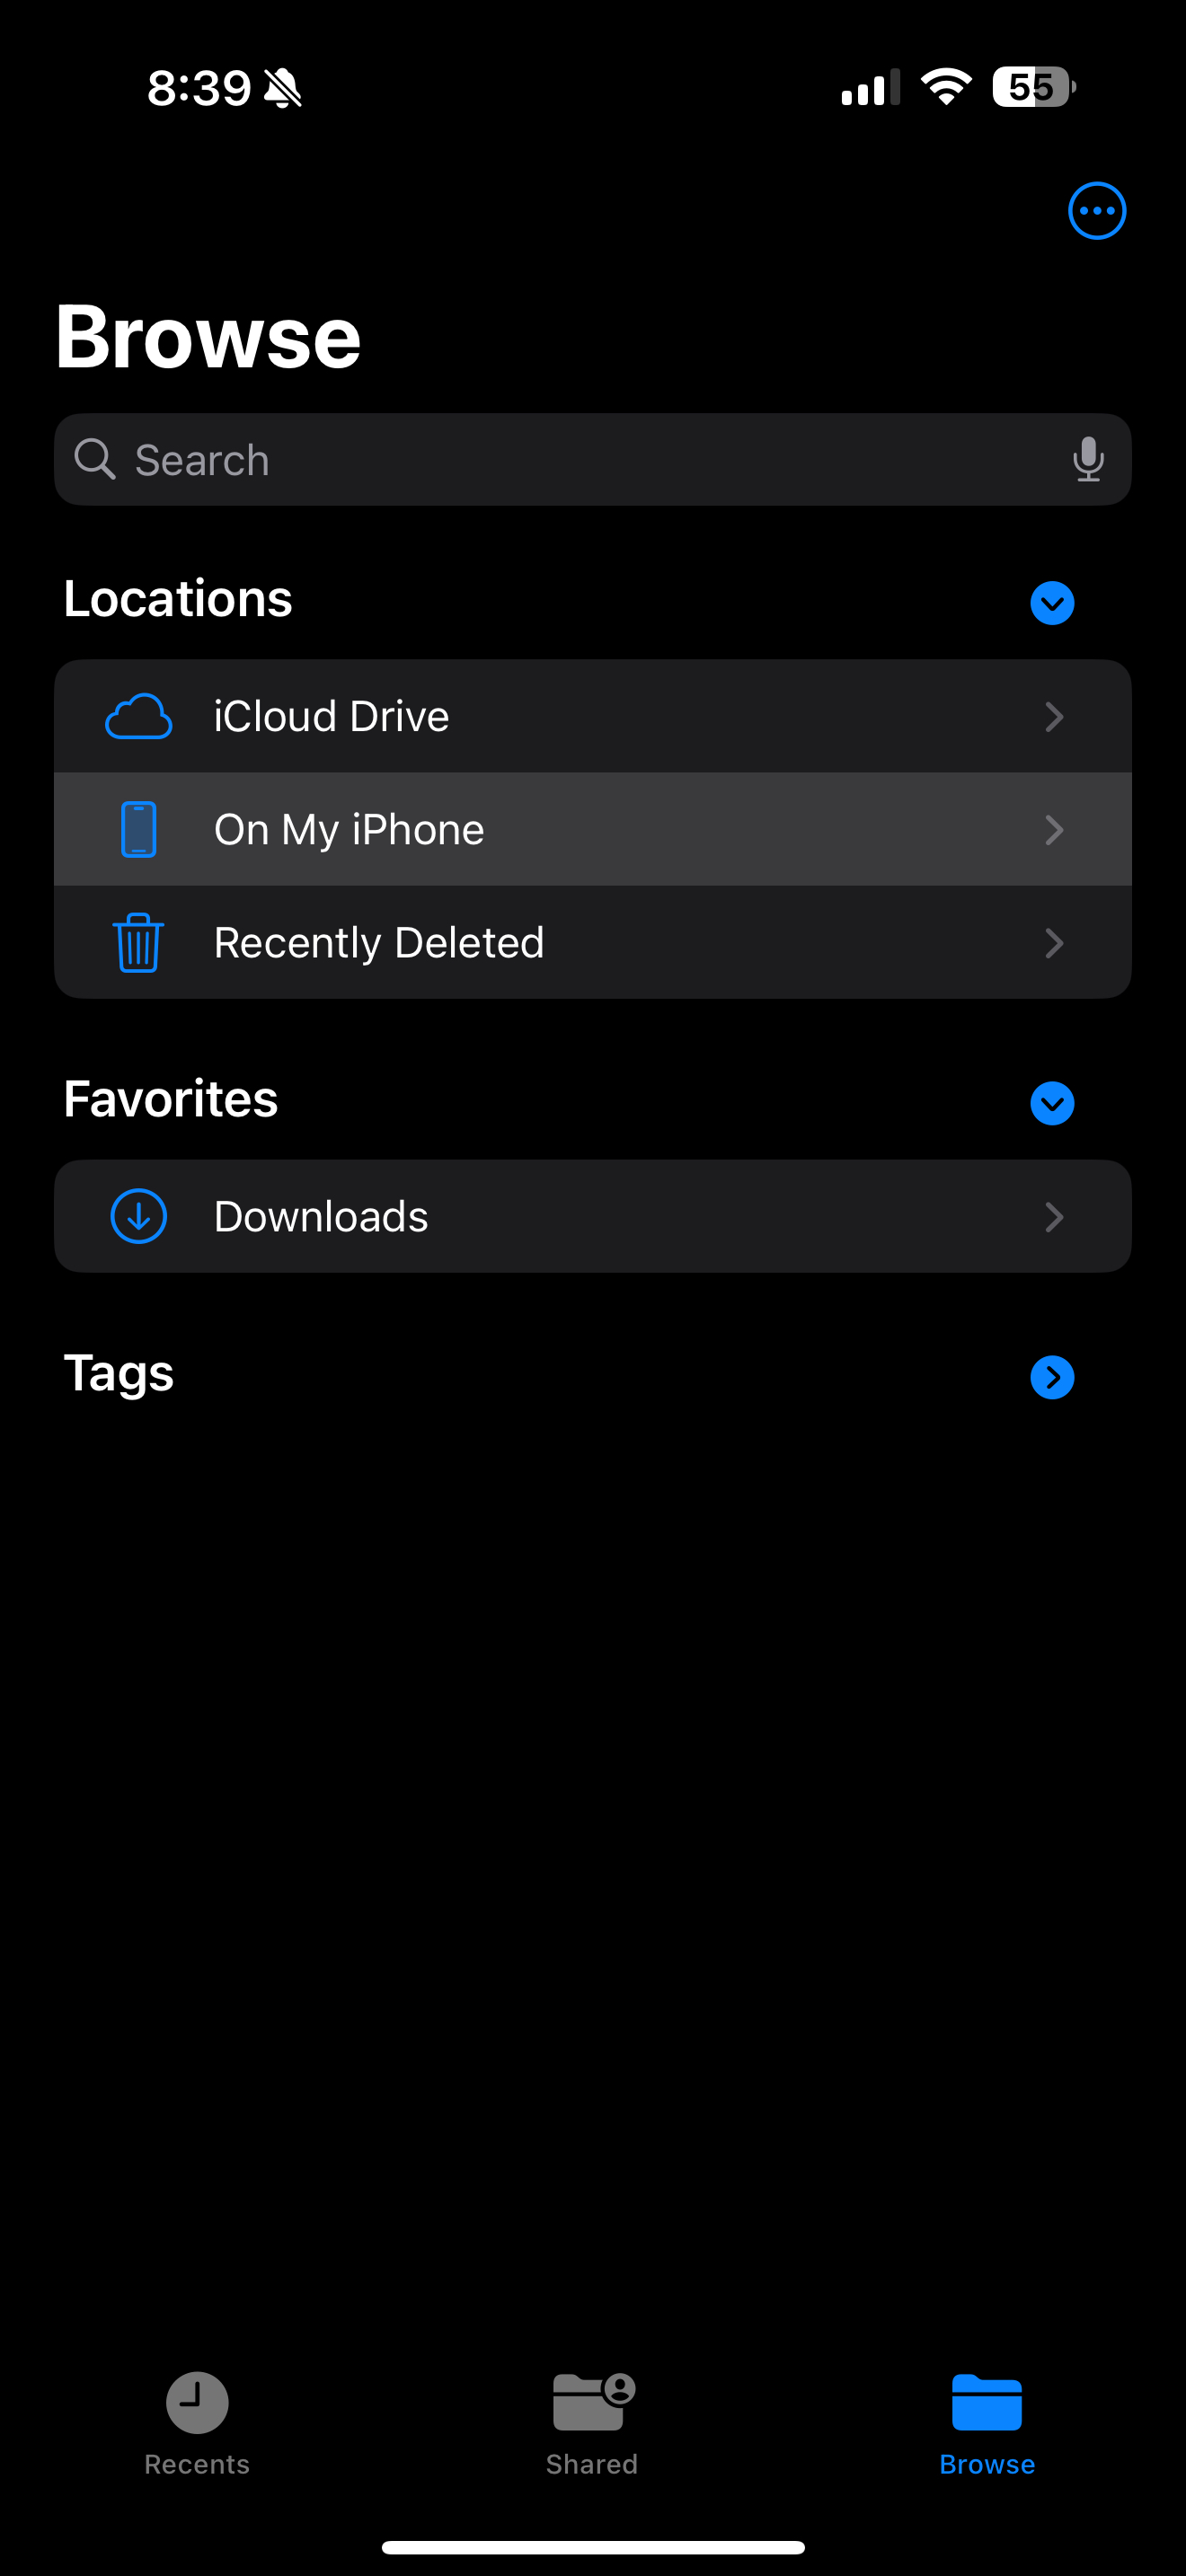 8:39
55
Browse
Search
Locations
iCloud Drive
On My iPhone
Recently Deleted
Favorites
Downloads
Tags
Recents
Shared
Browse